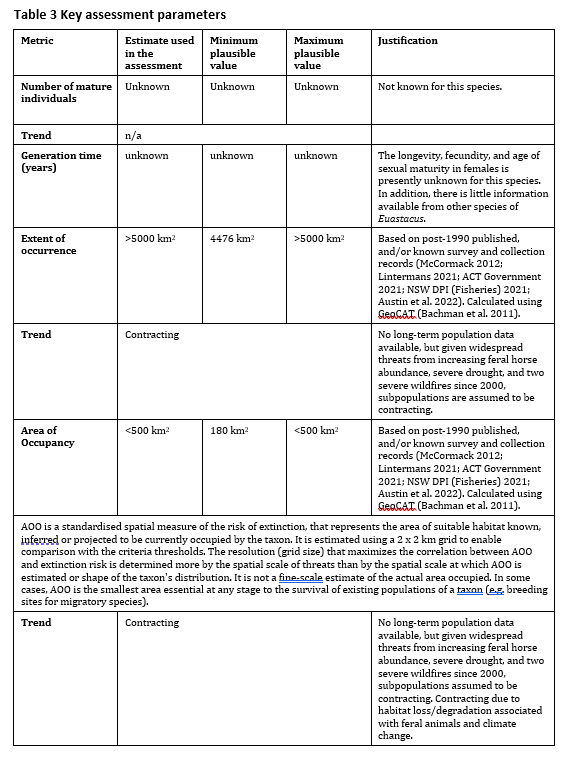 Table 3 Key assessment parameters
Metric
Estimate used
in the
assessment
Minimum
plausible
value
Maximum
plausible
value
Justification
Number of mature
individuals
Unknown
Unknown
Unknown
Not known for this species.
Trend
n/a
Generation time
(years)
unknown
unknown
unknown
The longevity, fecundity, and age of
sexual maturity in females is
presently unknown for this species.
In addition, there is little information
available from other species of
Euastacus.
Extent of
occurrence
>5000 km²
4476 km²
>5000 km²
Based on post-1990 published,
and/or known survey and collection
records (McCormack 2012;
Lintermans 2021; ACT Government
2021; NSW DPI (Fisheries) 2021;
Austin et al. 2022). Calculated using
GeoCAT (Bachman et al. 2011).
Trend
Contracting
No long-term population data
available, but given widespread
threats from increasing feral horse
abundance, severe drought, and two
severe wildfires since 2000,
subpopulations are assumed to be
contracting.
Area of
Occupancy
<500 km²
180 km²
<500 km²
Based on post-1990 published,
and/or known survey and collection
records (McCormack 2012;
Lintermans 2021; ACT Government
2021; NSW DPI (Fisheries) 2021;
Austin et al. 2022). Calculated using
GeoCAT (Bachman et al. 2011).
AOO is a standardised spatial measure of the risk of extinction, that represents the area of suitable habitat known,
inferred or projected to be currently occupied by the taxon. It is estimated using a 2 x 2 km grid to enable
comparison with the criteria thresholds. The resolution (grid size) that maximizes the correlation between AOO
and extinction risk is determined more by the spatial scale of threats than by the spatial scale at which AOO is
estimated or shape of the taxon's distribution. It is not a fine-scale estimate of the actual area occupied. In some
cases, AOO is the smallest area essential at any stage to the survival of existing populations of a taxon (e.g. breeding
sites for migratory species).
Trend
Contracting
No long-term population data
available, but given widespread
threats from increasing feral horse
abundance, severe drought, and two
severe wildfires since 2000,
subpopulations assumed to be
contracting. Contracting due to
habitat loss/degradation associated
with feral animals and climate
change.